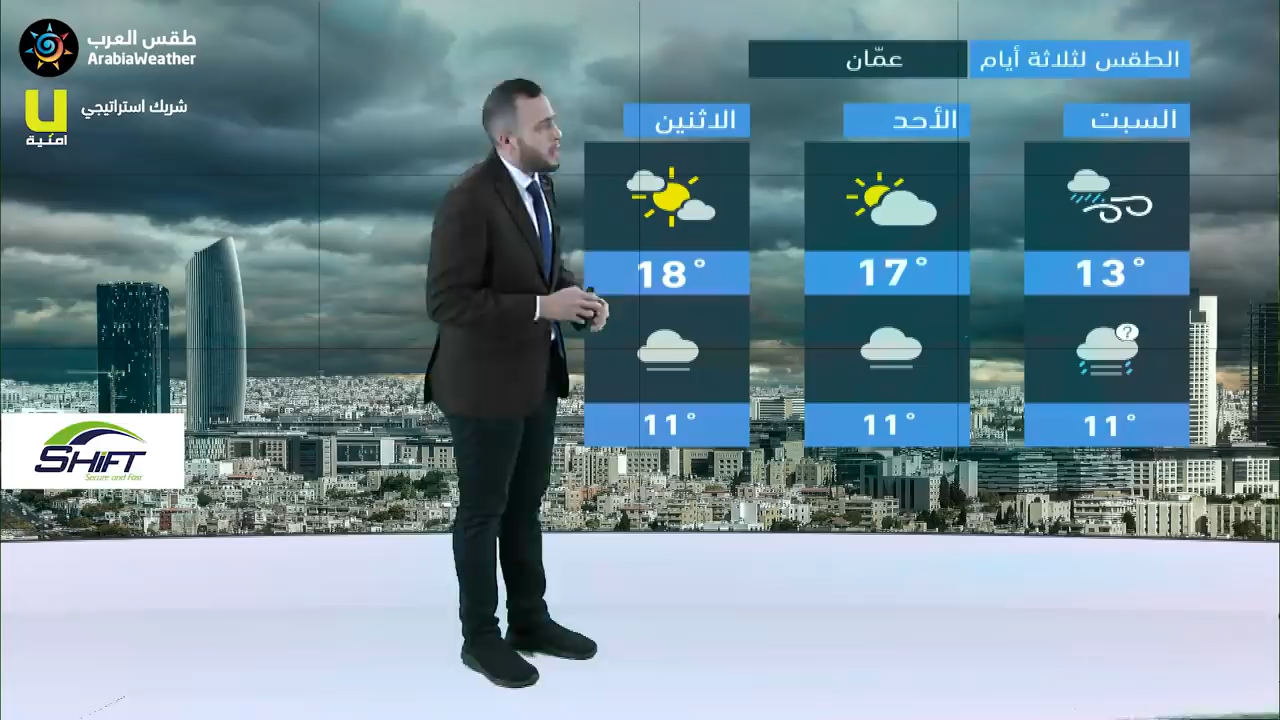 طقس العرب
ArabiaWeather
شريك استراتيجي
U
أمنية
الطقس لثلاثة أيام
عمّان
السبت
الأحد
الاثنين
13°
17°
18°
?
11°
11°
11°
SHiFT
Secure and Fast